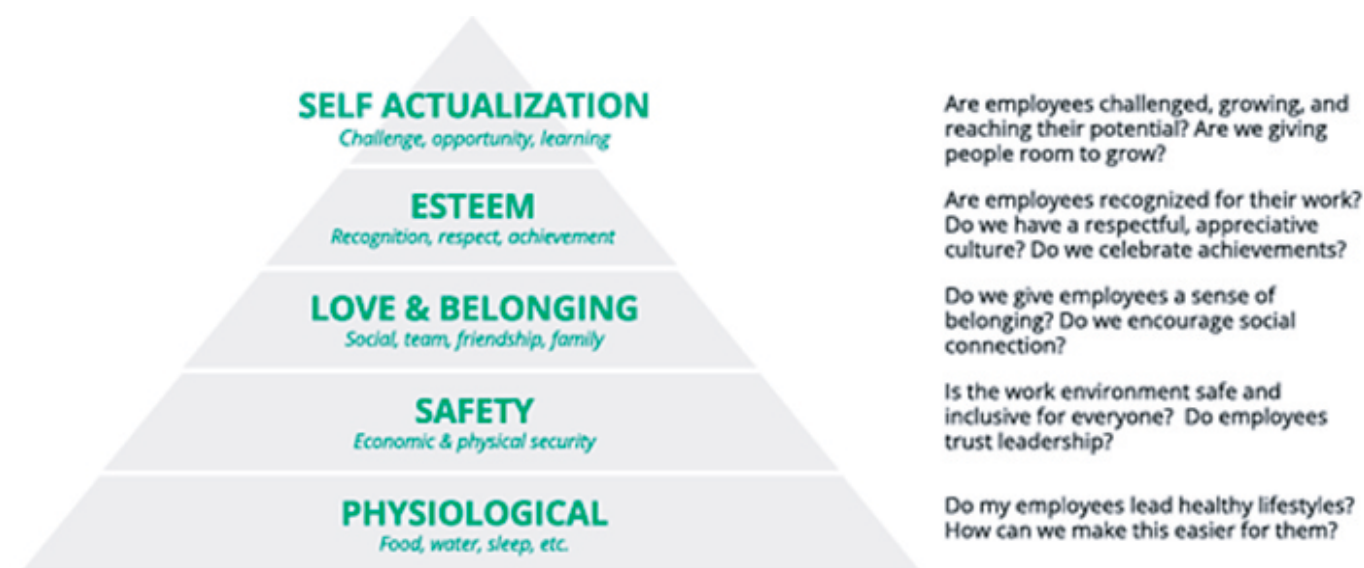 SELF ACTUALIZATION
Challenge, opportunity, learning
Are employees challenged, growing, and
reaching their potential? Are we giving
people room to grow?
ESTEEM
Recognition, respect, achievement
Are employees recognized for their work?
Do we have a respectful, appreciative
culture? Do we celebrate achievements?
LOVE & BELONGING
Social, team, friendship, family
Do we give employees a sense of
belonging? Do we encourage social
connection?
SAFETY
Economic & physical security
Is the work environment safe and
inclusive for everyone? Do employees
trust leadership?
PHYSIOLOGICAL
Food, water, sleep, etc.
Do my employees lead healthy lifestyles?
How can we make this easier for them?